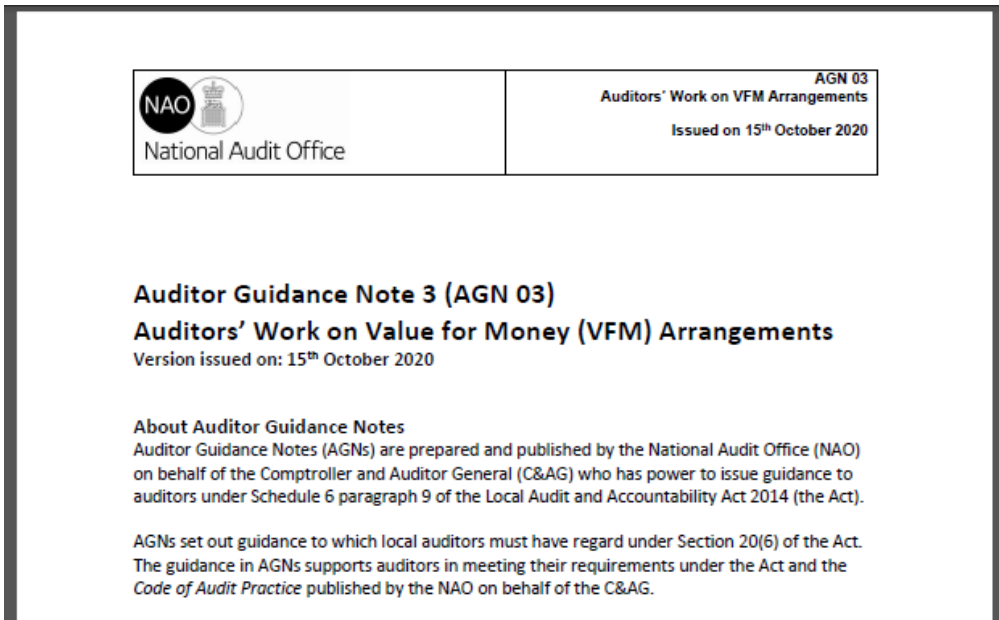 NAO
National Audit Office
AGN 03
Auditors' Work on VFM Arrangements
Issued on 15th October 2020
Auditor Guidance Note 3 (AGN 03)
Auditors' Work on Value for Money (VFM) Arrangements
Version issued on: 15th October 2020
About Auditor Guidance Notes
Auditor Guidance Notes (AGNs) are prepared and published by the National Audit Office (NAO)
on behalf of the Comptroller and Auditor General (C&AG) who has power to issue guidance to
auditors under Schedule 6 paragraph 9 of the Local Audit and Accountability Act 2014 (the Act).
AGNs set out guidance to which local auditors must have regard under Section 20(6) of the Act.
The guidance in AGNs supports auditors in meeting their requirements under the Act and the
Code of Audit Practice published by the NAO on behalf of the C&AG.